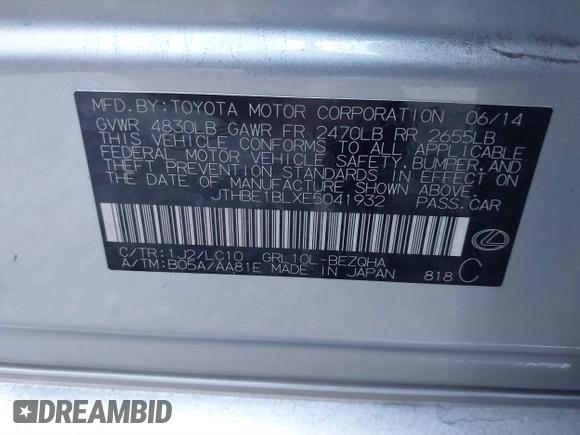 MFD. BY: TOYOTA MOTOR CORPORATION 06/14
GVWR 4830LB GAWR FR 2470LB RR 2655LB
THIS VEHICLE CONFORMS TO ALL APPLICABLE
FEDERAL MOTOR VEHICLE SAFETY, BUMPER, AND
THEFT PREVENTION STANDARDS IN EFFECT ON
THE DATE OF MANUFACTURE SHOWN ABOVE.
JTHBE1BLXE5041932 PASS.CAR
C/TR: 1J2/LC10 GRL10L-BEZQHA
A/TM: B05A/AA81E MADE IN JAPAN 818 C
DREAMBID